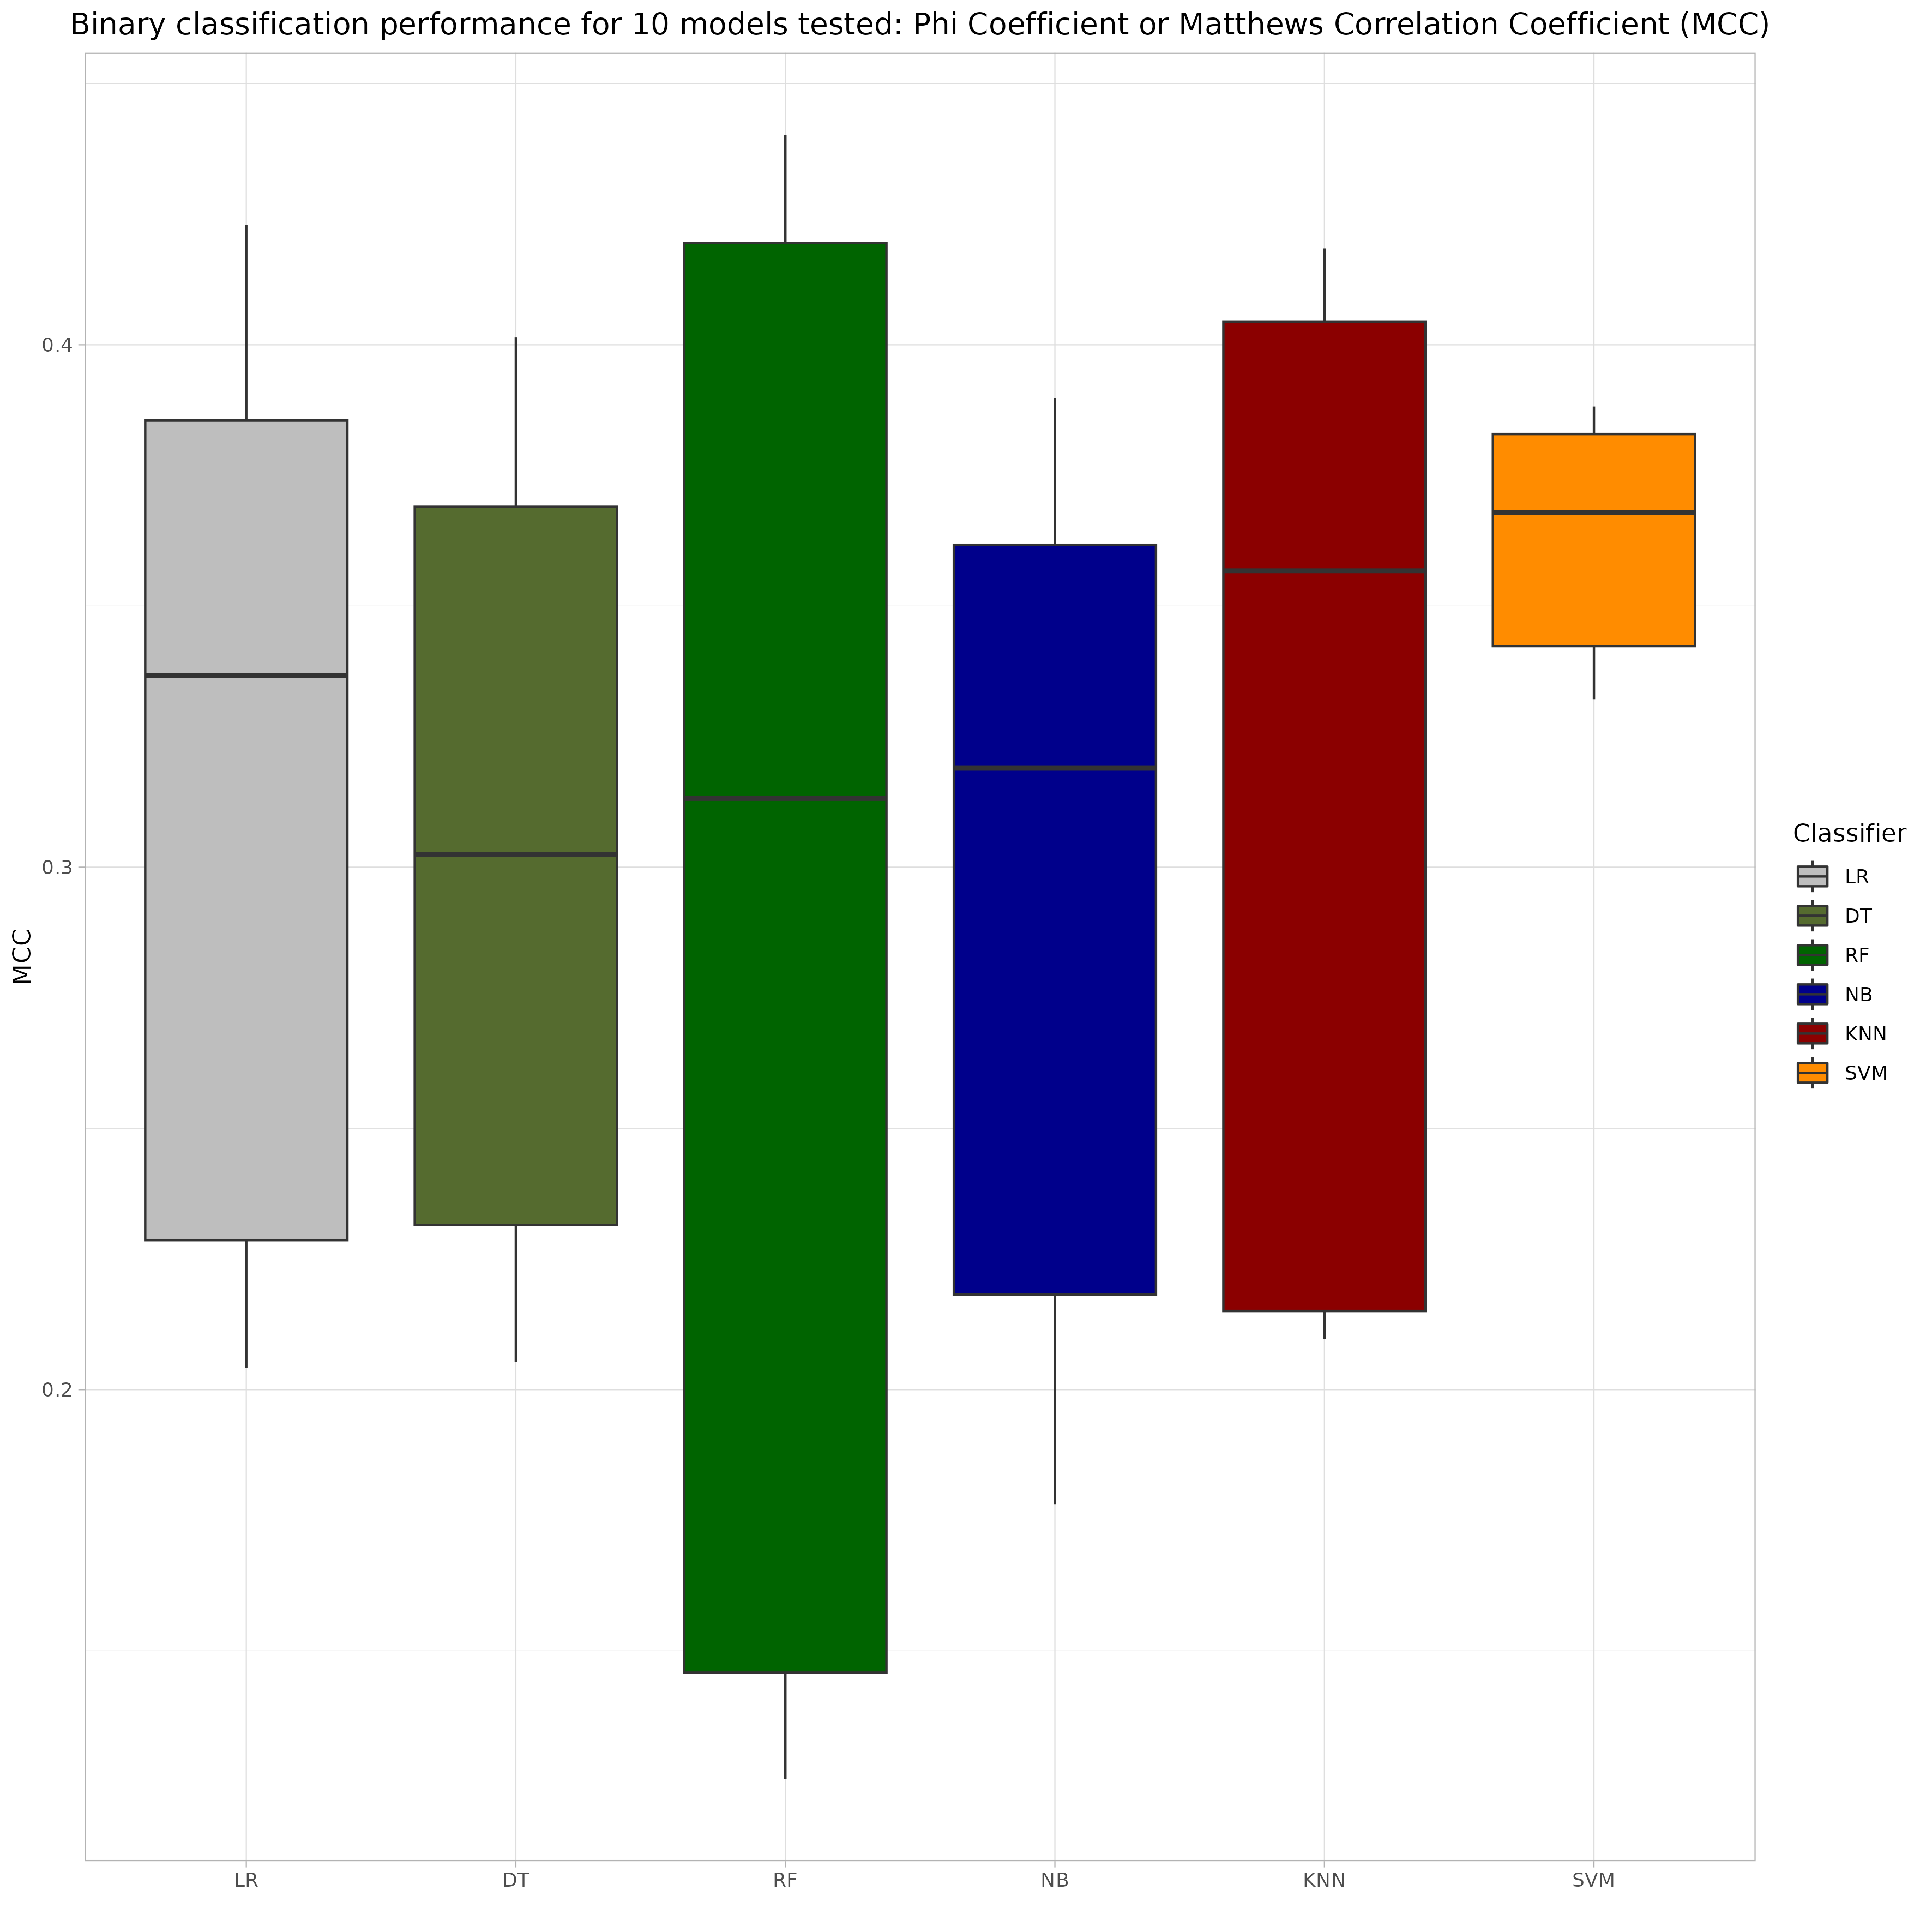 Binary classification performance for 10 models tested: Phi Coefficient or Matthews Correlation Coefficient (MCC)
MCC
0.4
0.3
0.2
LR DT RF NB KNN SVM
Classifier
LR
DT
RF
NB
KNN
SVM